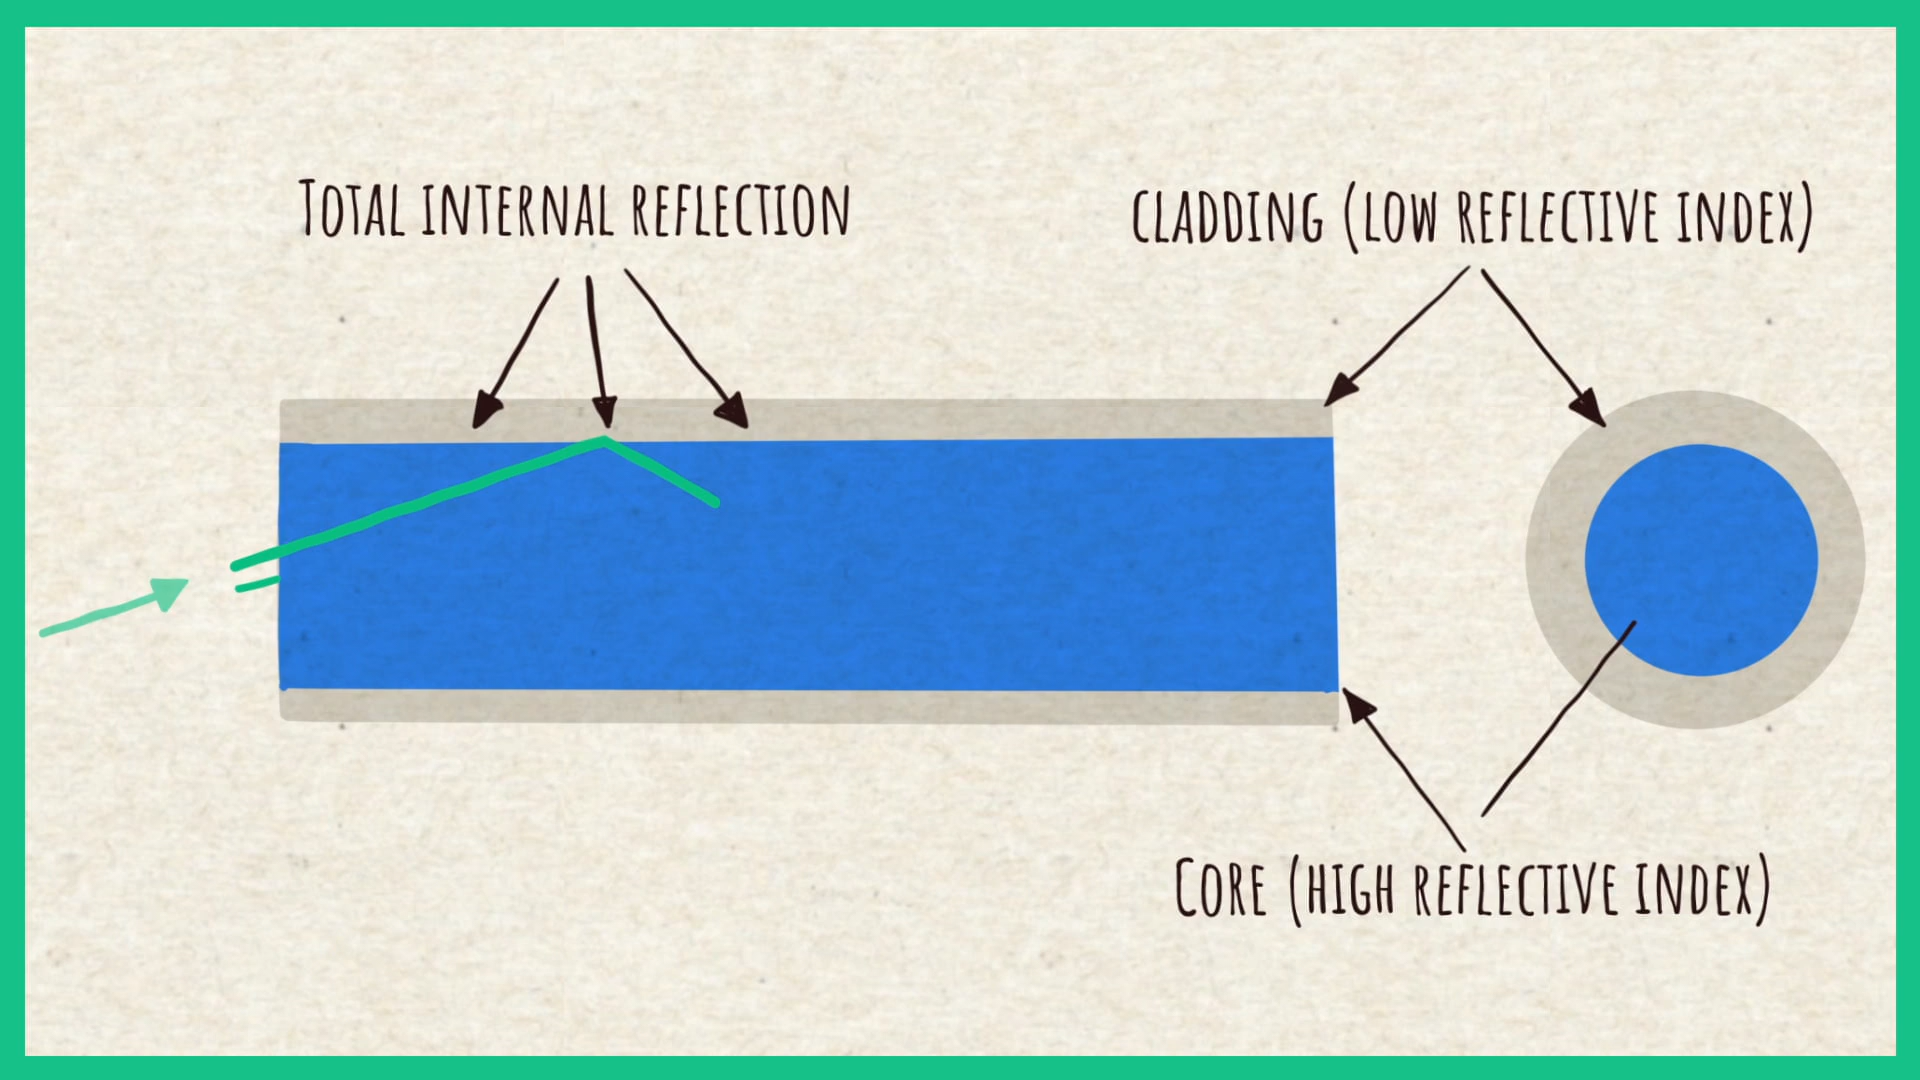 Total internal reflection
cladding (low reflective index)
Core (high reflective index)